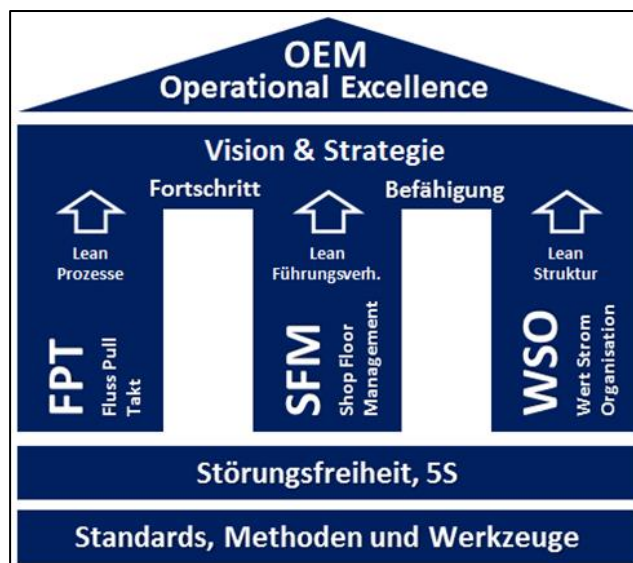 OEM
Operational Excellence
Vision & Strategie
Fortschritt
Befähigung
Lean
Prozesse
Lean
Führungsverh.
Lean
Struktur
FPT
Fluss Pull
Takt
SFM
Shop Floor
Management
WSO
Wert Strom
Organisation
Störungsfreiheit, 5S
Standards, Methoden und Werkzeuge